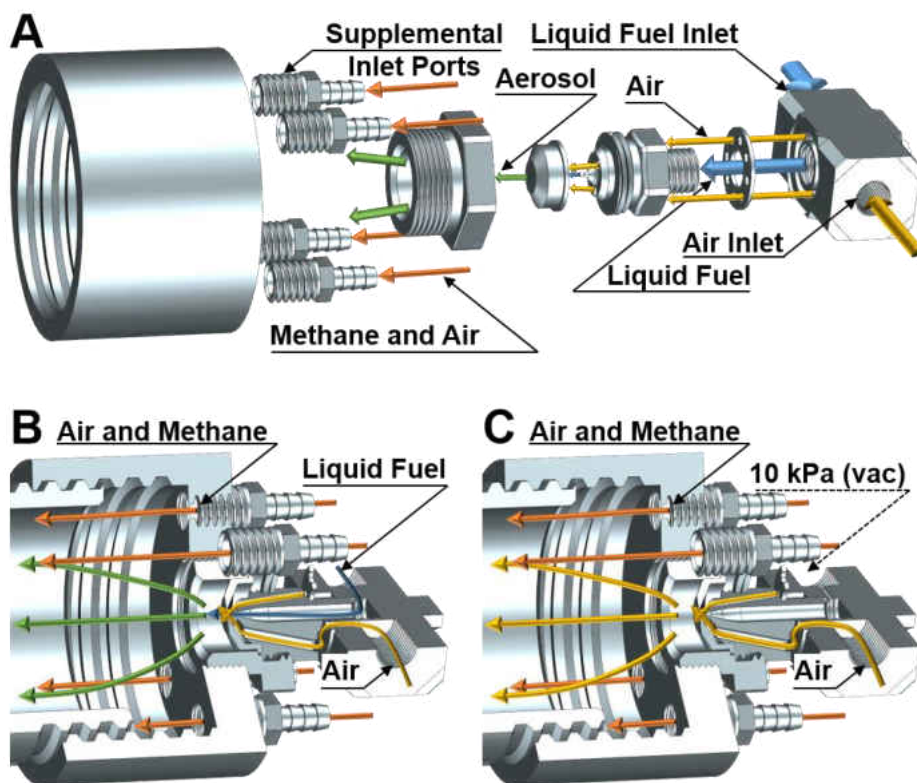 A
Supplemental
Inlet Ports
Aerosol
Liquid Fuel Inlet
Air
Air Inlet
Liquid Fuel
Methane and Air
B
Air and Methane
Liquid Fuel
Air
C
Air and Methane
10 kPa (vac)
Air